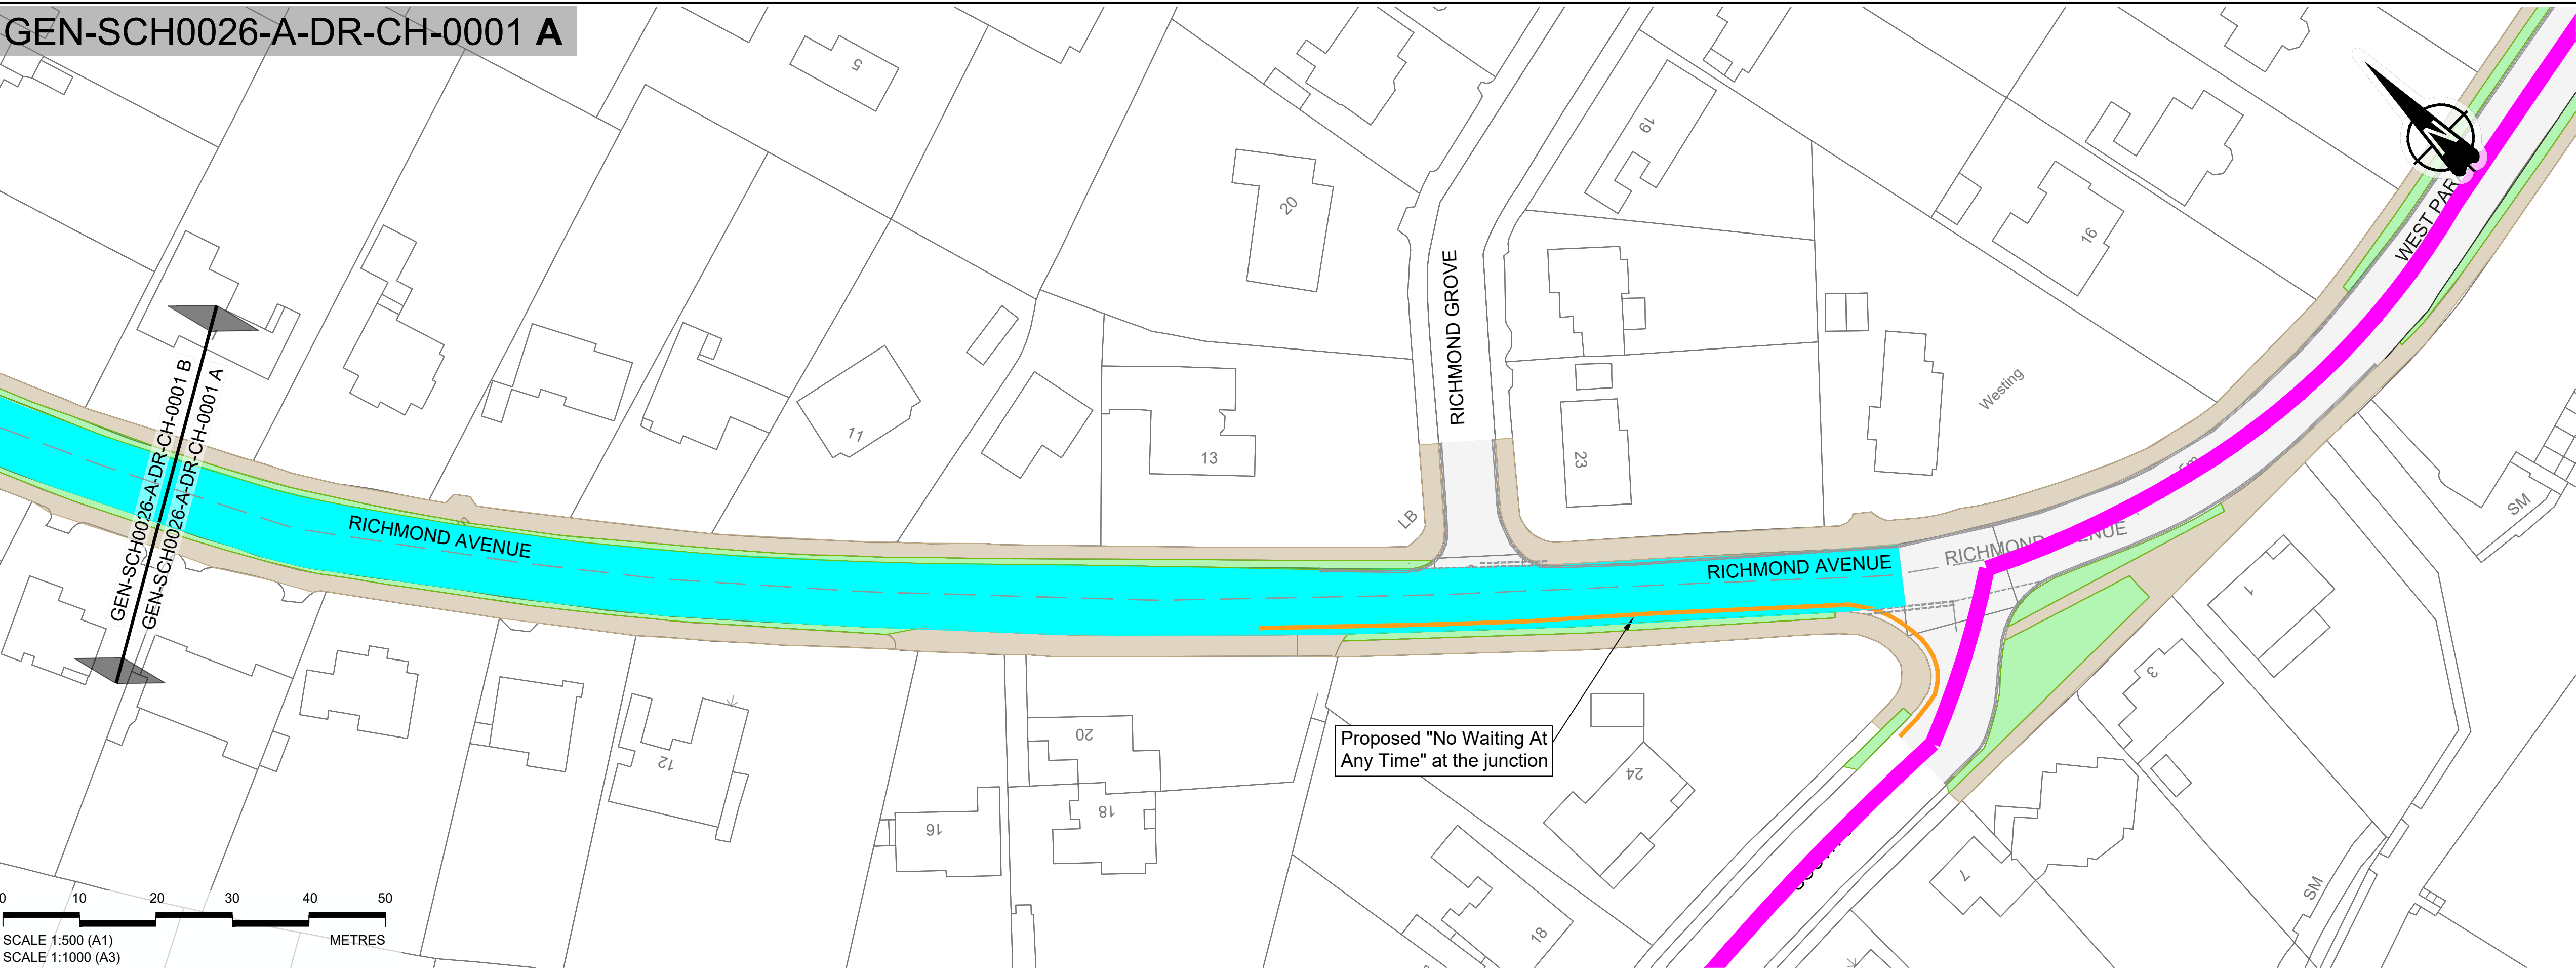 GEN-SCH0026-A-DR-CH-0001 A
5
19
20
16
WEST PARK
N
RICHMOND GROVE
GEN-SCH0026-A-DR-CH-0001 B
GEN-SCH0026-A-DR-CH-0001 A
11
13
23
Westing
LB
SM
RICHMOND AVENUE
RICHMOND AVENUE
RICHMOND AVENUE
1
3
12
20
18
16
24
7
18
SM
Proposed "No Waiting At
Any Time" at the junction
0 10 20 30 40 50
SCALE 1:500 (A1) METRES
SCALE 1:1000 (A3)